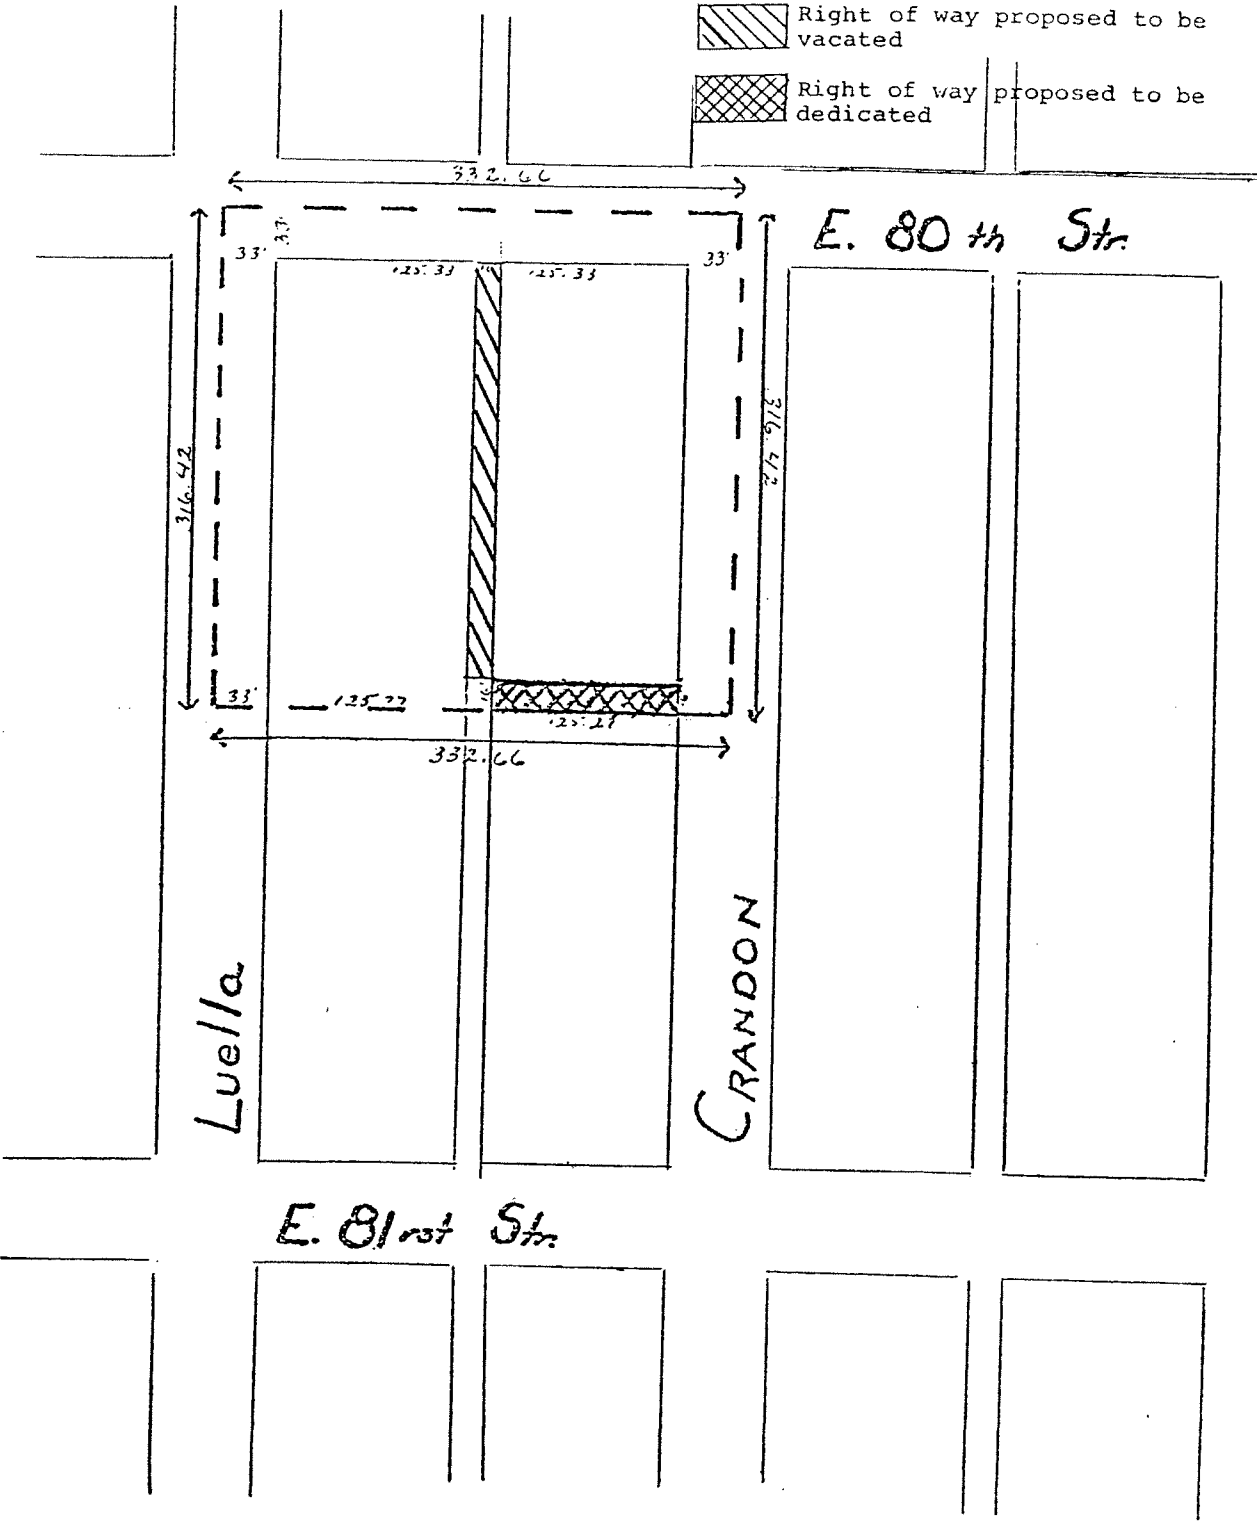 Right of way proposed to be
vacated
Right of way proposed to be
dedicated
332.66
E. 80th Str.
33'
33'
33'
125.33
125.33
316.42
316.42
33'
125.27
332.66
Luella
CRANDON
E. 81rst Str.